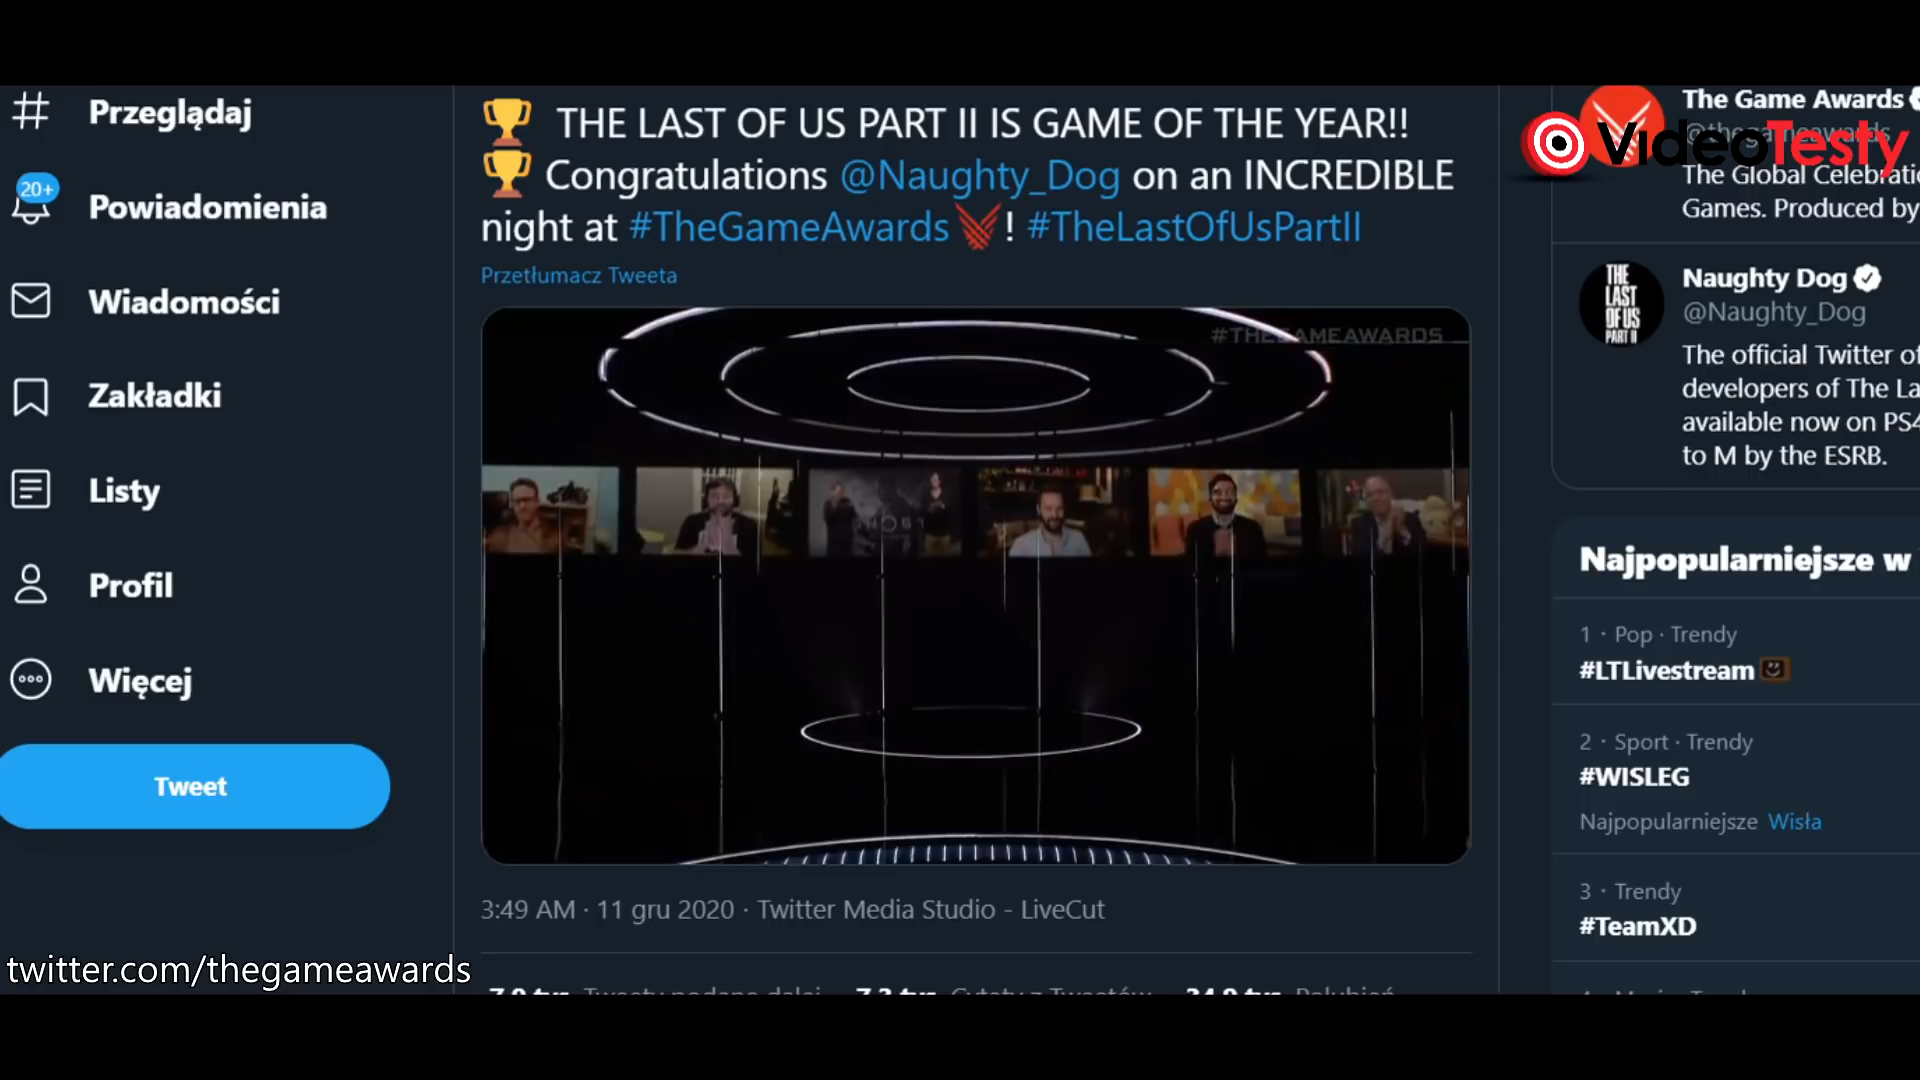 Przeglądaj
20+
Powiadomienia
Wiadomości
Zakładki
Listy
Profil
Więcej
Tweet
twitter.com/thegameawards
THE LAST OF US PART II IS GAME OF THE YEAR!!
Congratulations @Naughty_Dog on an INCREDIBLE
night at #TheGameAwards ! #TheLastOfUsPartII
Przetłumacz Tweeta
#THEGAMEAWARDS
3:49 AM · 11 gru 2020 · Twitter Media Studio - LiveCut
The Game Awards
@thegameawards
VideoTesty
The Global Celebratio
Games. Produced by
THE
LAST
OF US
PART II
Naughty Dog
@Naughty_Dog
The official Twitter of
developers of The La
available now on PS4
to M by the ESRB.
Najpopularniejsze w
1 · Pop · Trendy
#LTLivestream
2 · Sport · Trendy
#WISLEG
Najpopularniejsze Wisła
3 · Trendy
#TeamXD